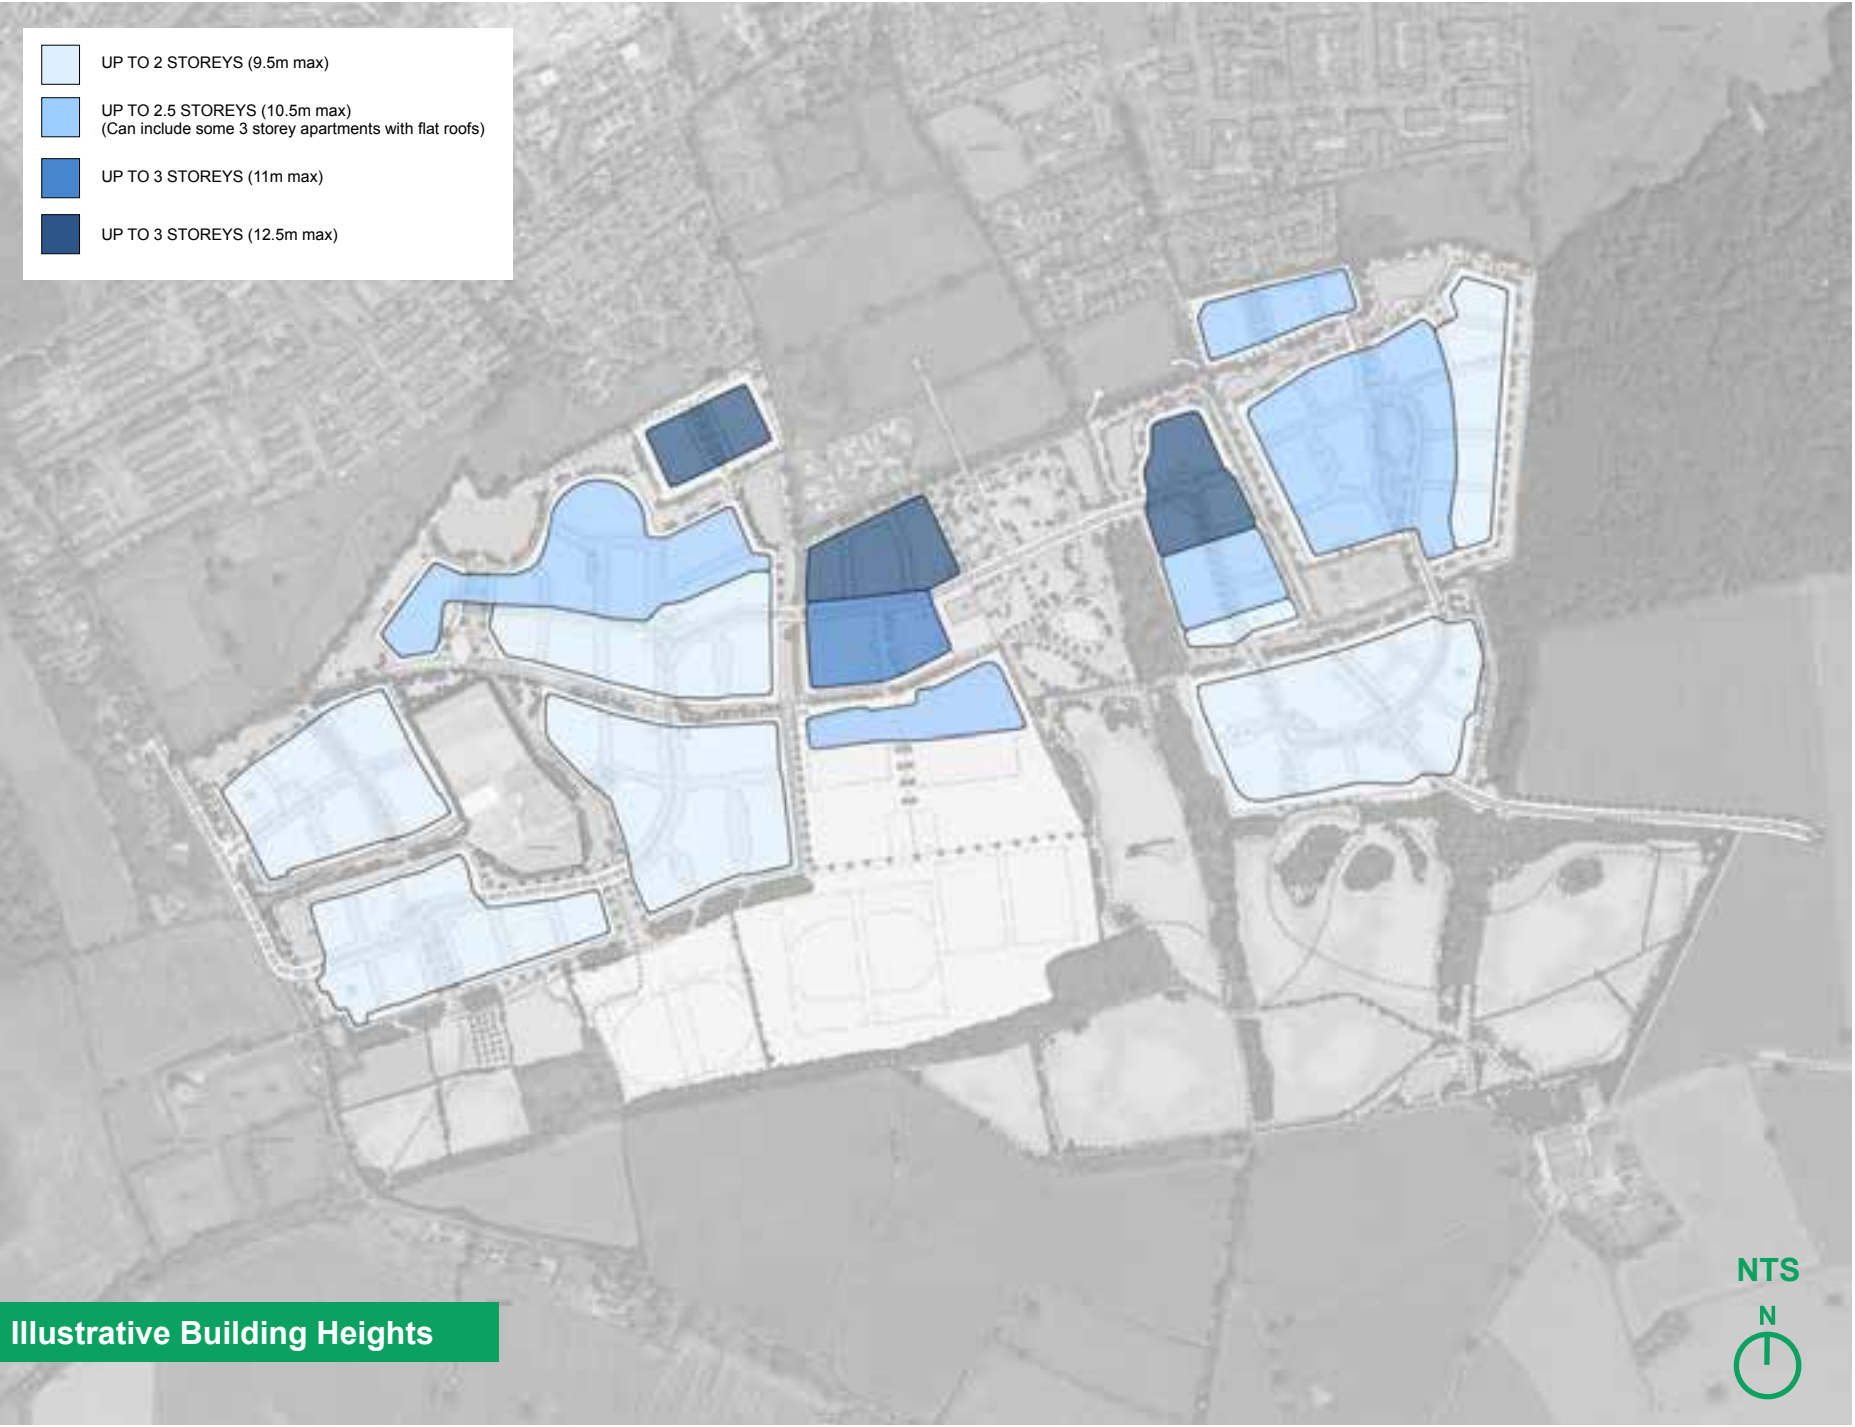 UP TO 2 STOREYS (9.5m max)
UP TO 2.5 STOREYS (10.5m max)
(Can include some 3 storey apartments with flat roofs)
UP TO 3 STOREYS (11m max)
UP TO 3 STOREYS (12.5m max)
NTS
N
Illustrative Building Heights